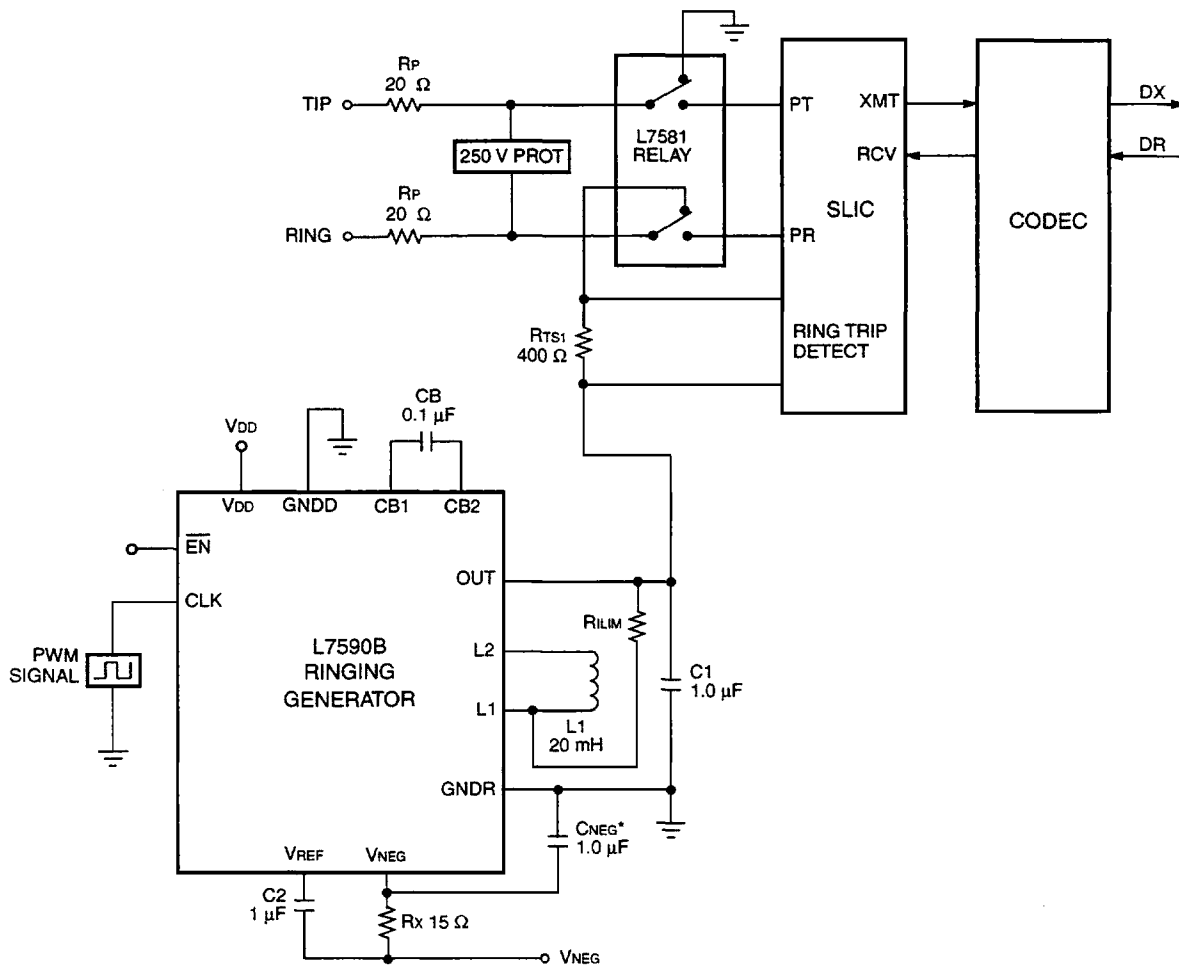 RP
20 Ω
TIP
250 V PROT
RP
20 Ω
RING
L7581
RELAY
PT
XMT
RCV
SLIC
PR
RING TRIP
DETECT
CODEC
DX
DR
RTS1
400 Ω
CB
0.1 μF
VDD
VDD
GNDD
CB1
CB2
EN
CLK
PWM
SIGNAL
L7590B
RINGING
GENERATOR
OUT
RILIM
L2
L1
L1
20 mH
C1
1.0 μF
GNDR
CNEG*
1.0 μF
VREF
VNEG
C2
1 μF
RX 15 Ω
VNEG